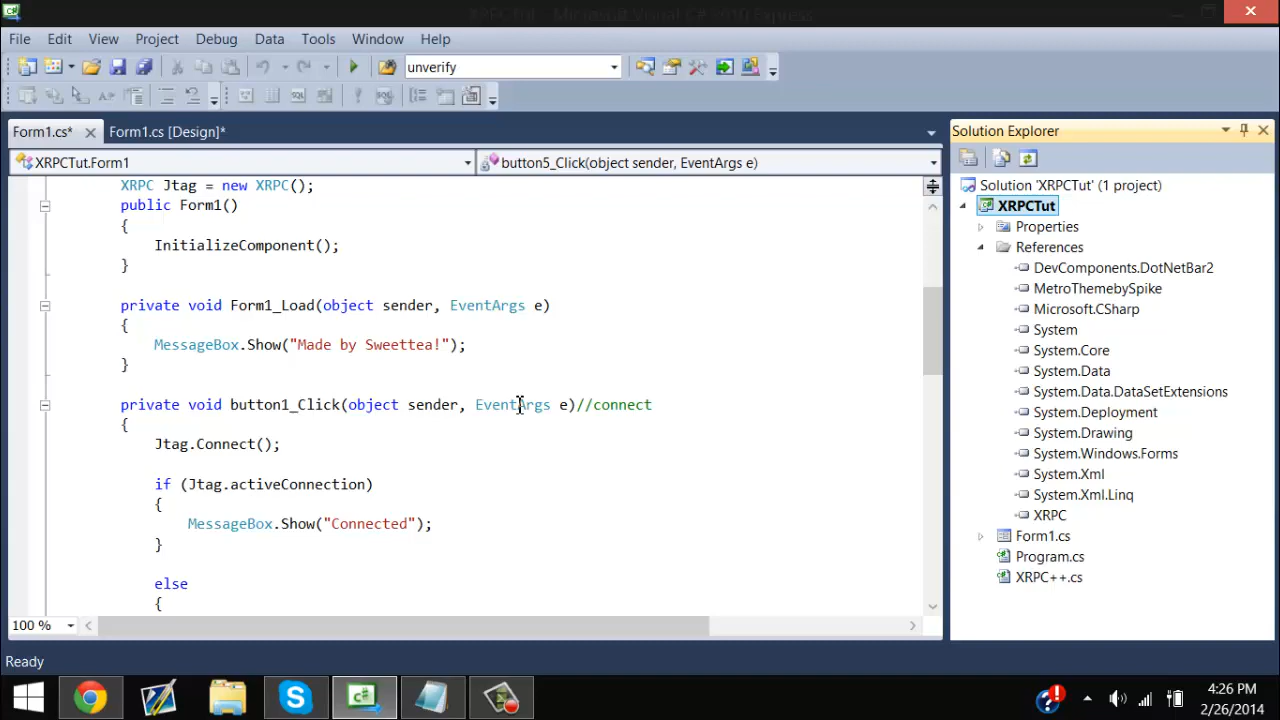 XRPCTut - Microsoft Visual C# 2010 Express
File Edit View Project Debug Data Tools Window Help
unverify
Form1.cs* Form1.cs [Design]*
XRPCTut.Form1 button5_Click(object sender, EventArgs e)
XRPC Jtag = new XRPC();
public Form1()
{
InitializeComponent();
}
private void Form1_Load(object sender, EventArgs e)
{
MessageBox.Show("Made by Sweettea!");
}
private void button1_Click(object sender, EventArgs e)//connect
{
Jtag.Connect();
if (Jtag.activeConnection)
{
MessageBox.Show("Connected");
}
else
{
100 %
Solution Explorer
Solution 'XRPCTut' (1 project)
XRPCTut
Properties
References
DevComponents.DotNetBar2
MetroThemebySpike
Microsoft.CSharp
System
System.Core
System.Data
System.Data.DataSetExtensions
System.Deployment
System.Drawing
System.Windows.Forms
System.Xml
System.Xml.Linq
XRPC
Form1.cs
Program.cs
XRPC++.cs
Ready
4:26 PM
2/26/2014